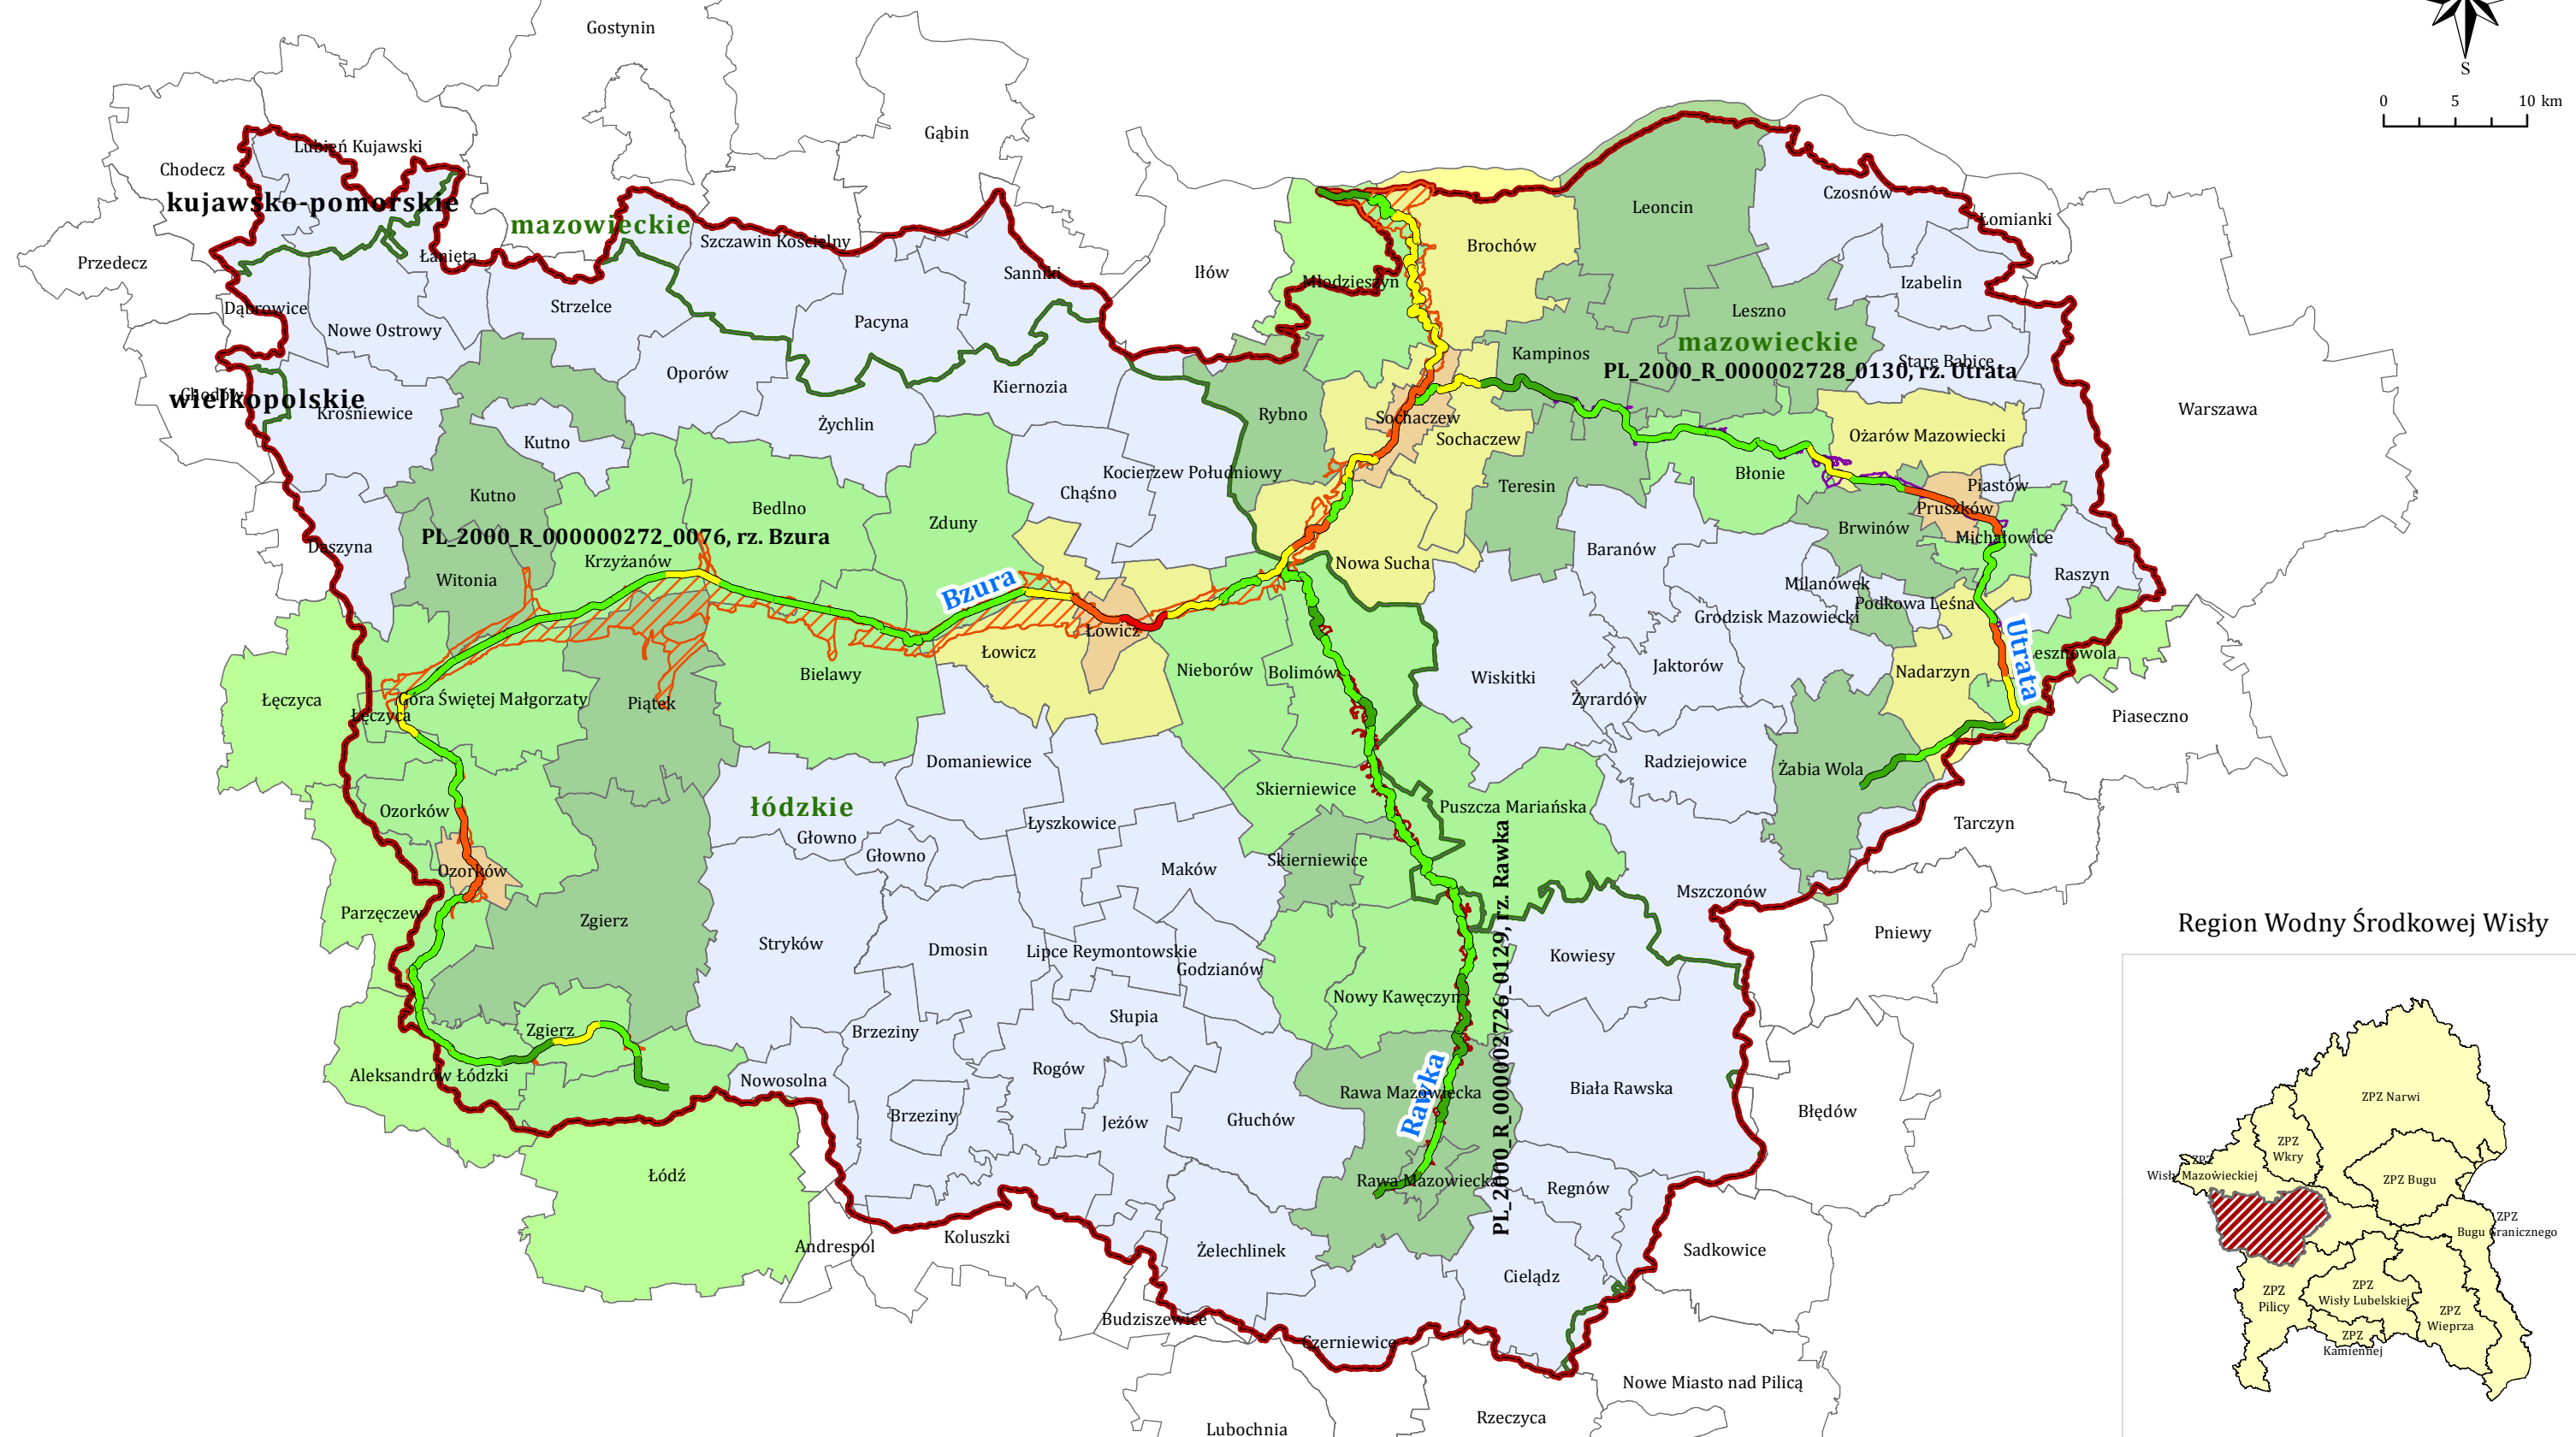 Gostynin
S
0 5 10 km
Gąbin
Lubień Kujawski
Chodecz
Czosnów
kujawsko-pomorskie
Leoncin
Łomianki
mazowieckie
Szczawin Kościelny
Brochów
Łanięta
Przedecz
Sanniki
Iłów
Młodzieszyn
Izabelin
Dąbrowice
Strzelce
Nowe Ostrowy
Pacyna
Leszno
mazowieckie
Kampinos
Stare Babice
PL_2000_R_000002728_0130, rz. Utrata
Oporów
Kiernozia
Chodów
wielkopolskie
Krośniewice
Rybno
Sochaczew
Warszawa
Żychlin
Kutno
Sochaczew
Ożarów Mazowiecki
Kocierzew Południowy
Błonie
Kutno
Chąśno
Teresin
Piastów
Bedlno
Pruszków
Zduny
Brwinów
PL_2000_R_000000272_0076, rz. Bzura
Michałowice
Daszyna
Baranów
Krzyżanów
Nowa Sucha
Witonia
Bzura
Milanówek
Raszyn
Podkowa Leśna
Grodzisk Mazowiecki
Łowicz
Łowicz
Utrata
Lesznowola
Jaktorów
Bielawy
Nieborów
Bolimów
Wiskitki
Nadarzyn
Łęczyca
Góra Świętej Małgorzaty
Piątek
Żyrardów
Łęczyca
Piaseczno
Domaniewice
Radziejowice
Żabia Wola
Skierniewice
łódzkie
Puszcza Mariańska
Ozorków
Łyszkowice
Tarczyn
Głowno
Głowno
Skierniewice
Maków
Ozorków
Mszczonów
Parzęczew
Zgierz
Region Wodny Środkowej Wisły
Pniewy
Stryków
Dmosin
Lipce Reymontowskie
Kowiesy
Godzianów
Nowy Kawęczyn
PL_2000_R_000002726_0129, rz. Rawka
Słupia
Zgierz
Brzeziny
Rogów
Aleksandrów Łódzki
Nowosolna
Rawa Mazowiecka
Rawka
Biała Rawska
ZPZ Narwi
Błędów
Brzeziny
Jeżów
Głuchów
ZPZ
Wkry
ZPZ
Wisły Mazowieckiej
Łódź
Rawa Mazowiecka
Regnów
ZPZ Bugu
ZPZ
Bugu Granicznego
Koluszki
Andrespol
Żelechlinek
Sadkowice
Cielądz
ZPZ
Pilicy
ZPZ
Wisły Lubelskiej
Budziszewice
ZPZ
Wieprza
Czerniewice
ZPZ
Kamiennej
Nowe Miasto nad Pilicą
Rzeczyca
Lubochnia